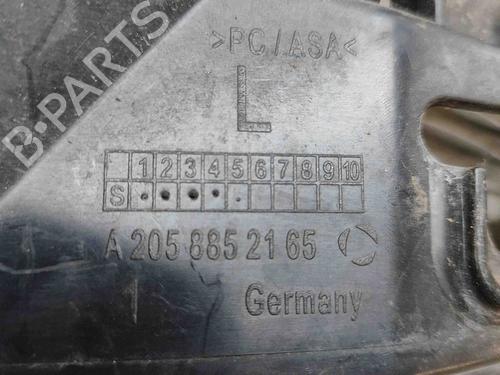 >PC/ASA<
L
1 2 3 4 5 6 7 8 9 10
S
A 205 885 21 65
Germany
B-PARTS